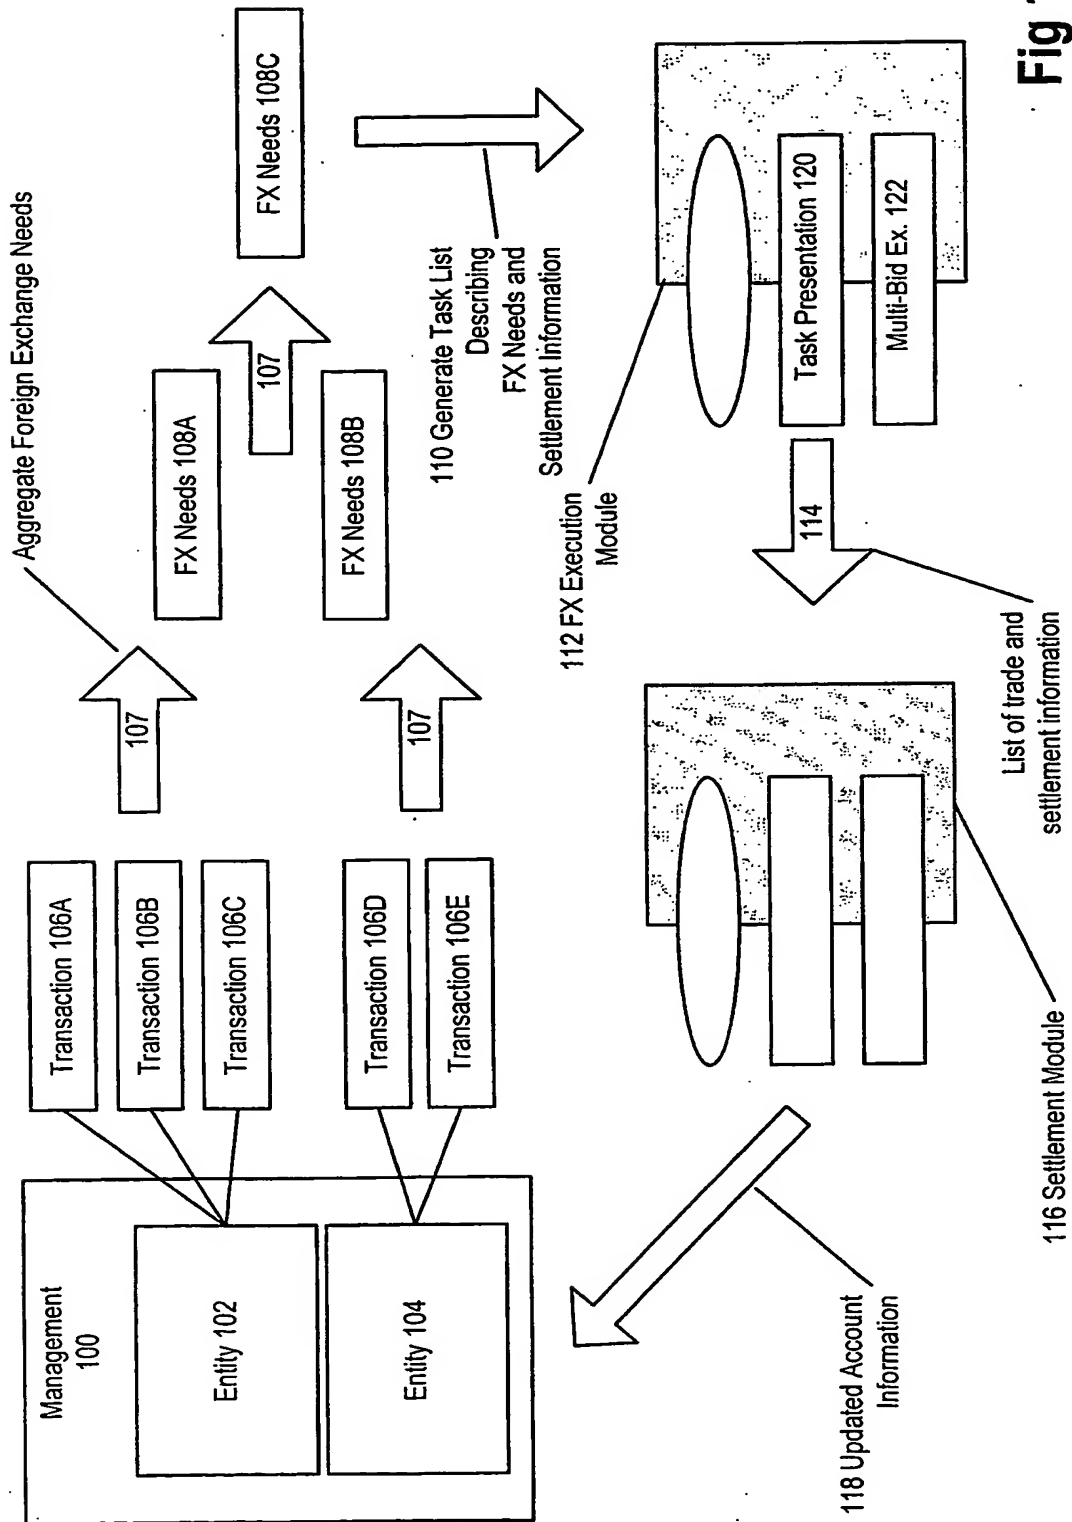 Management
100
Entity 102
Entity 104
Transaction 106A
Transaction 106B
Transaction 106C
Transaction 106D
Transaction 106E
107
107
Aggregate Foreign Exchange Needs
FX Needs 108A
FX Needs 108B
107
FX Needs 108C
110 Generate Task List
Describing
FX Needs and
Settlement Information
112 FX Execution
Module
Task Presentation 120
Multi-Bid Ex. 122
114
List of trade and
settlement information
116 Settlement Module
118 Updated Account
Information
Fig